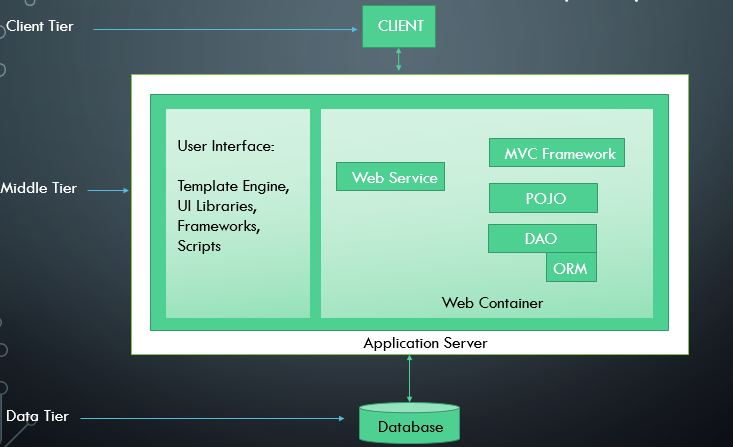 Client Tier
CLIENT
User Interface:
Template Engine,
UI Libraries,
Frameworks,
Scripts
Web Service
MVC Framework
POJO
DAO
ORM
Web Container
Middle Tier
Application Server
Data Tier
Database